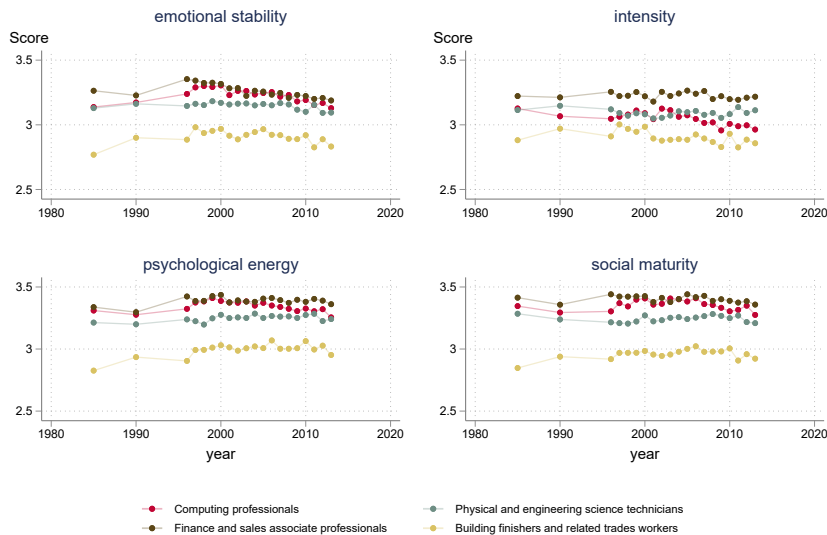 emotional stability
intensity
Score
Score
3.5
3
2.5
1980
1990
2000
2010
2020
3.5
3
2.5
1980
1990
2000
2010
2020
psychological energy
social maturity
3.5
3
2.5
1980
1990
2000
2010
2020
year
3.5
3
2.5
1980
1990
2000
2010
2020
year
Computing professionals
Physical and engineering science technicians
Finance and sales associate professionals
Building finishers and related trades workers